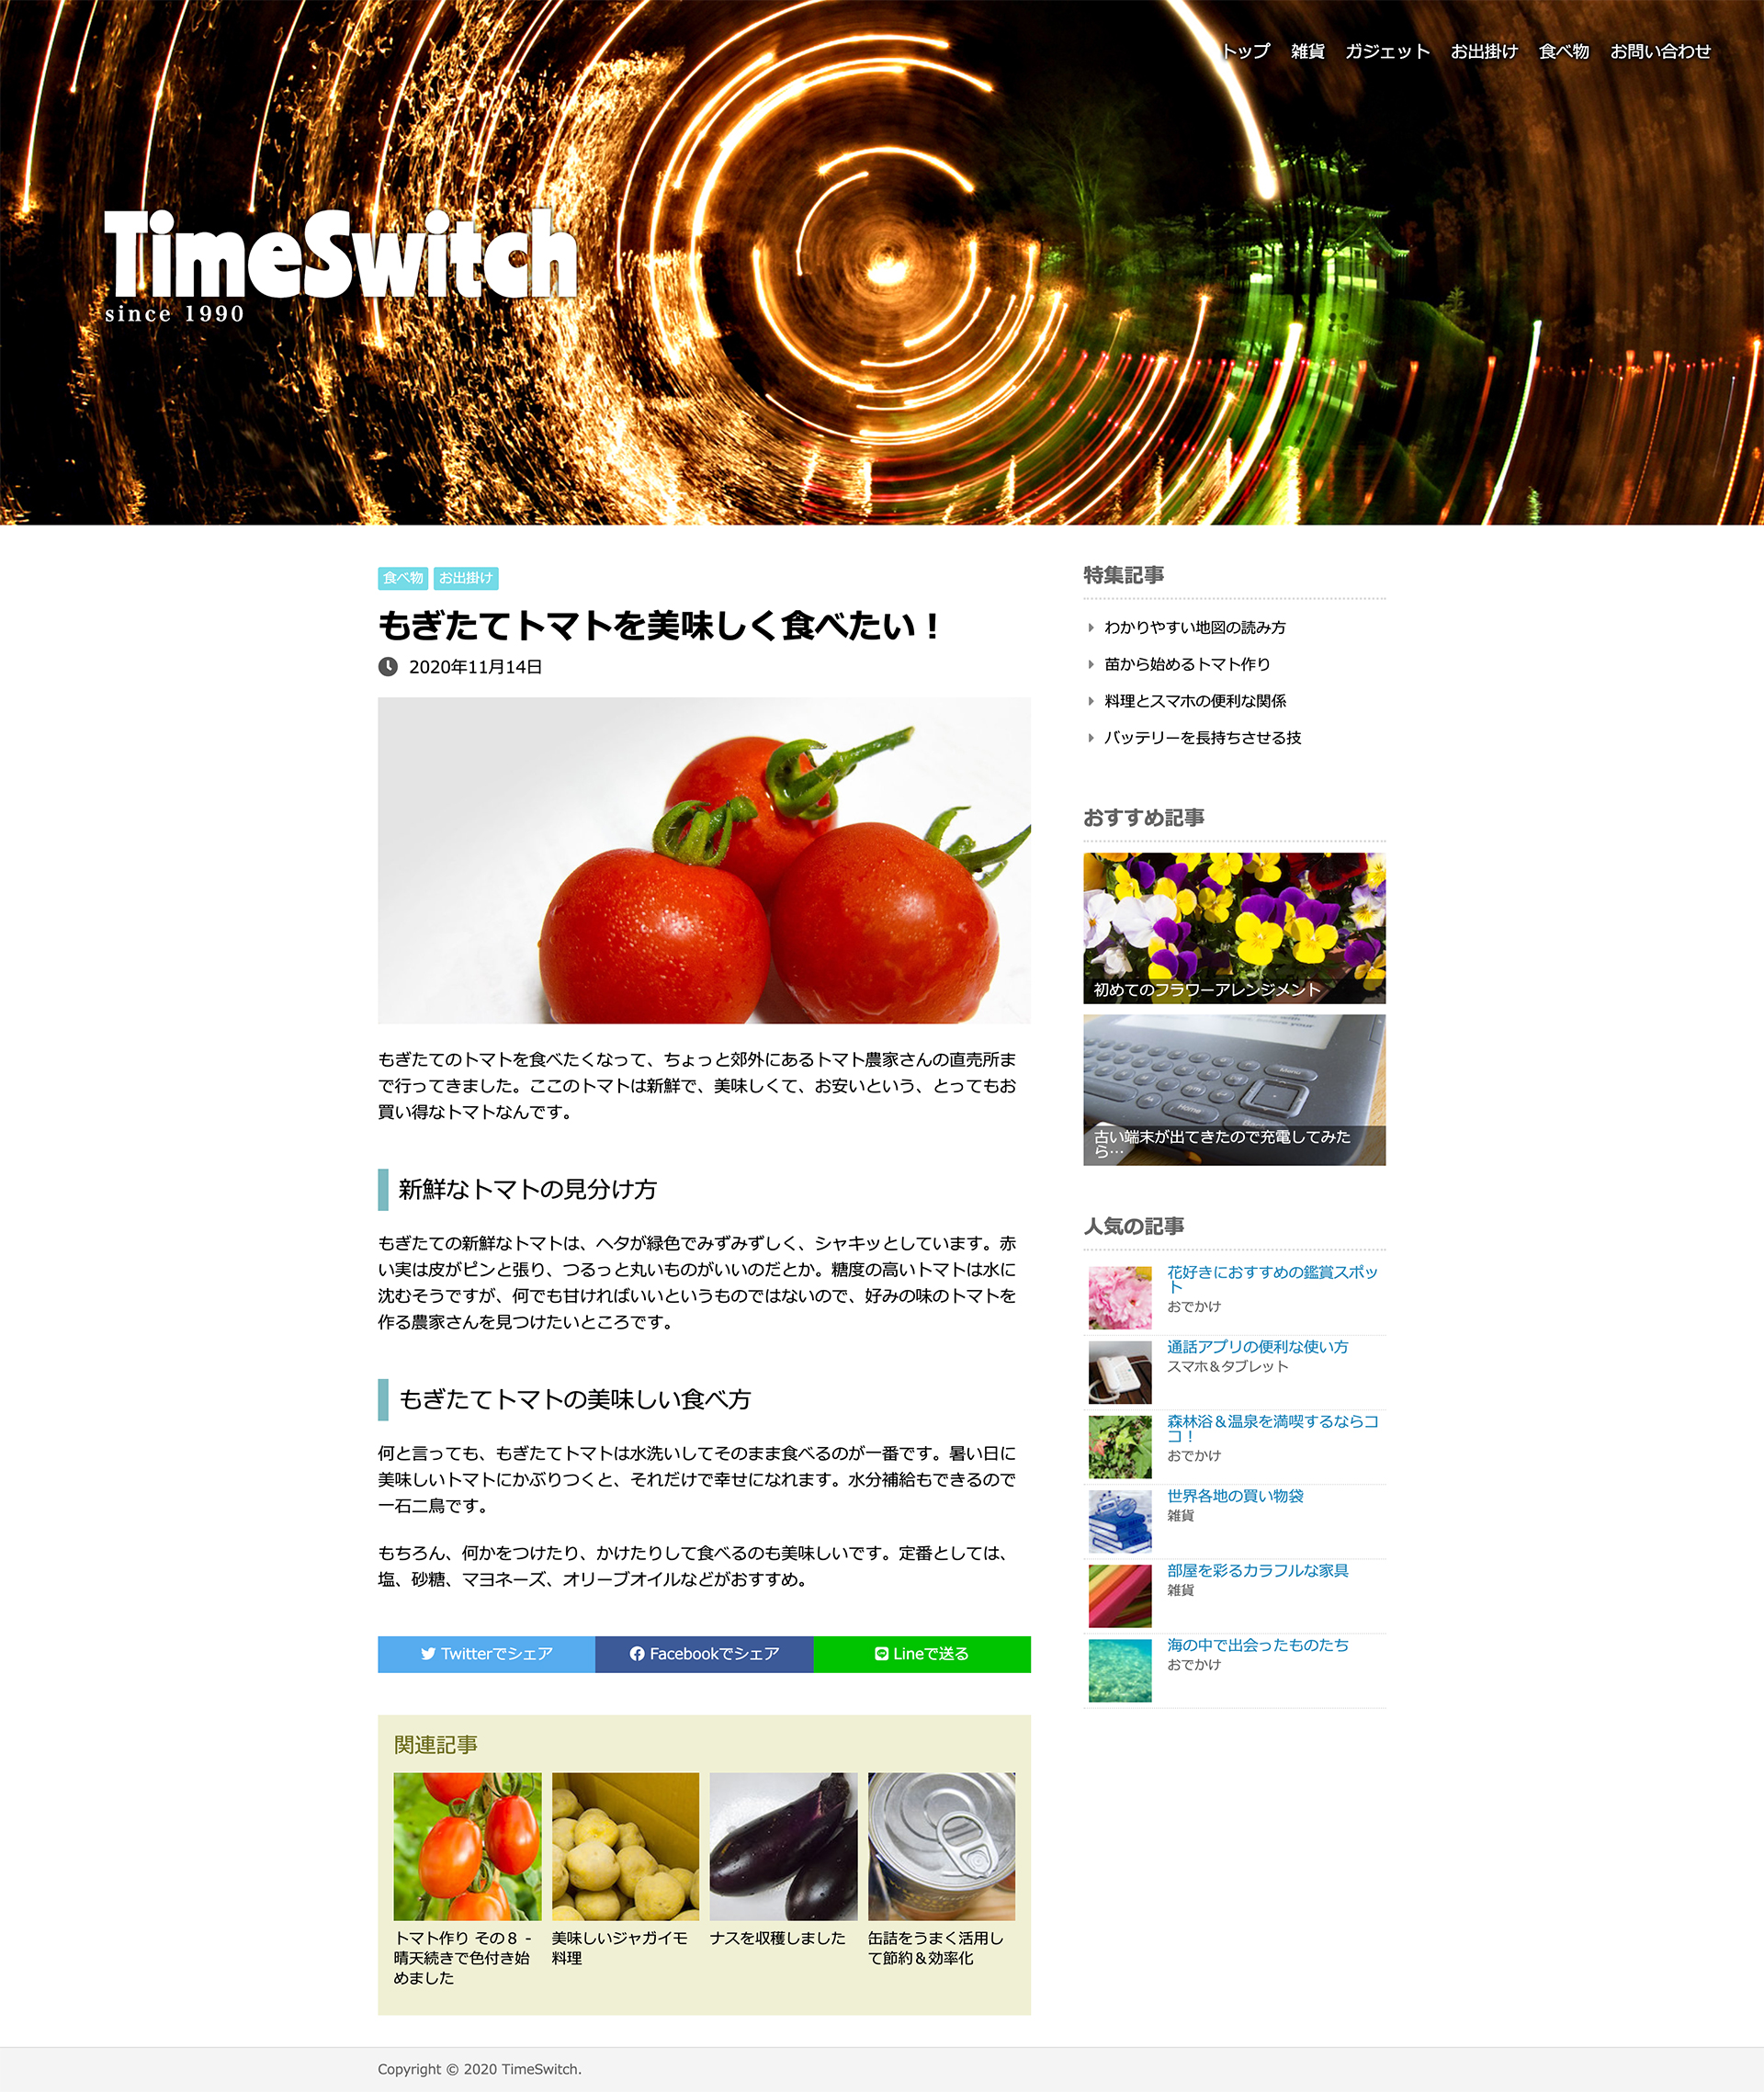 トップ 雑貨 ガジェット お出掛け 食べ物 お問い合わせ
TimeSwitch
since 1990
食べ物 お出掛け
もぎたてトマトを美味しく食べたい！
2020年11月14日
もぎたてのトマトを食べたくなって、ちょっと郊外にあるトマト農家さんの直売所ま
で行ってきました。ここのトマトは新鮮で、美味しくて、お安いという、とってもお
買い得なトマトなんです。
新鮮なトマトの見分け方
もぎたての新鮮なトマトは、ヘタが緑色でみずみずしく、シャキッとしています。赤
い実は皮がピンと張り、つるっと丸いものがいいのだとか。糖度の高いトマトは水に
沈むそうですが、何でも甘ければいいというものではないので、好みの味のトマトを
作る農家さんを見つけたいところです。
もぎたてトマトの美味しい食べ方
何と言っても、もぎたてトマトは水洗いしてそのまま食べるのが一番です。暑い日に
美味しいトマトにかぶりつくと、それだけで幸せになれます。水分補給もできるので
一石二鳥です。
もちろん、何かをつけたり、かけたりして食べるのも美味しいです。定番としては、
塩、砂糖、マヨネーズ、オリーブオイルなどがおすすめ。
Twitterでシェア Facebookでシェア Lineで送る
関連記事
トマト作り その８ -
晴天続きで色付き始
めました
美味しいジャガイモ
料理
ナスを収穫しました
缶詰をうまく活用し
て節約＆効率化
特集記事
わかりやすい地図の読み方
苗から始めるトマト作り
料理とスマホの便利な関係
バッテリーを長持ちさせる技
おすすめ記事
初めてのフラワーアレンジメント
Menu
Home
Back
古い端末が出てきたので充電してみた
ら…
人気の記事
花好きにおすすめの鑑賞スポッ
ト
おでかけ
通話アプリの便利な使い方
スマホ＆タブレット
森林浴＆温泉を満喫するならコ
コ！
おでかけ
世界各地の買い物袋
雑貨
部屋を彩るカラフルな家具
雑貨
海の中で出会ったものたち
おでかけ
Copyright © 2020 TimeSwitch.